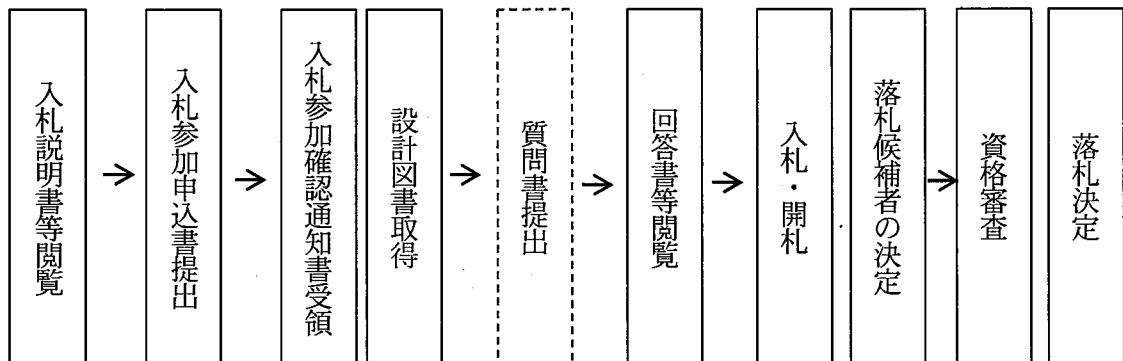 入札説明書等閲覧
入札参加申込書提出
入札参加確認通知書受領
設計図書取得
質問書提出
回答書等閲覧
入札・開札
落札候補者の決定
資格審査
落札決定